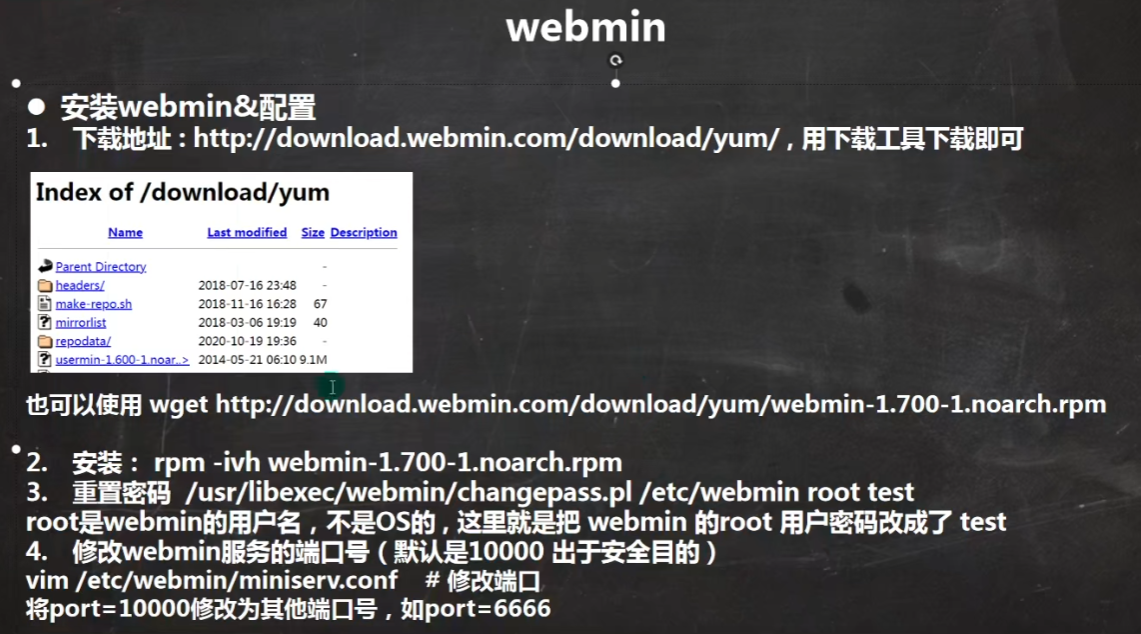 webmin
● 安装webmin&配置
1. 下载地址：http://download.webmin.com/download/yum/，用下载工具下载即可
Index of /download/yum
Name Last modified Size Description
Parent Directory -
headers/ 2018-07-16 23:48 -
make-repo.sh 2018-11-16 16:28 67
mirrorlist 2018-03-06 19:19 40
repodata/ 2020-10-19 19:36 -
usermin-1.600-1.noar..> 2014-05-21 06:10 9.1M
也可以使用 wget http://download.webmin.com/download/yum/webmin-1.700-1.noarch.rpm
2. 安装： rpm -ivh webmin-1.700-1.noarch.rpm
3. 重置密码 /usr/libexec/webmin/changepass.pl /etc/webmin root test
root是webmin的用户名，不是OS的，这里就是把 webmin 的root 用户密码改成了 test
4. 修改webmin服务的端口号（默认是10000 出于安全目的）
vim /etc/webmin/miniserv.conf # 修改端口
将port=10000修改为其他端口号，如port=6666